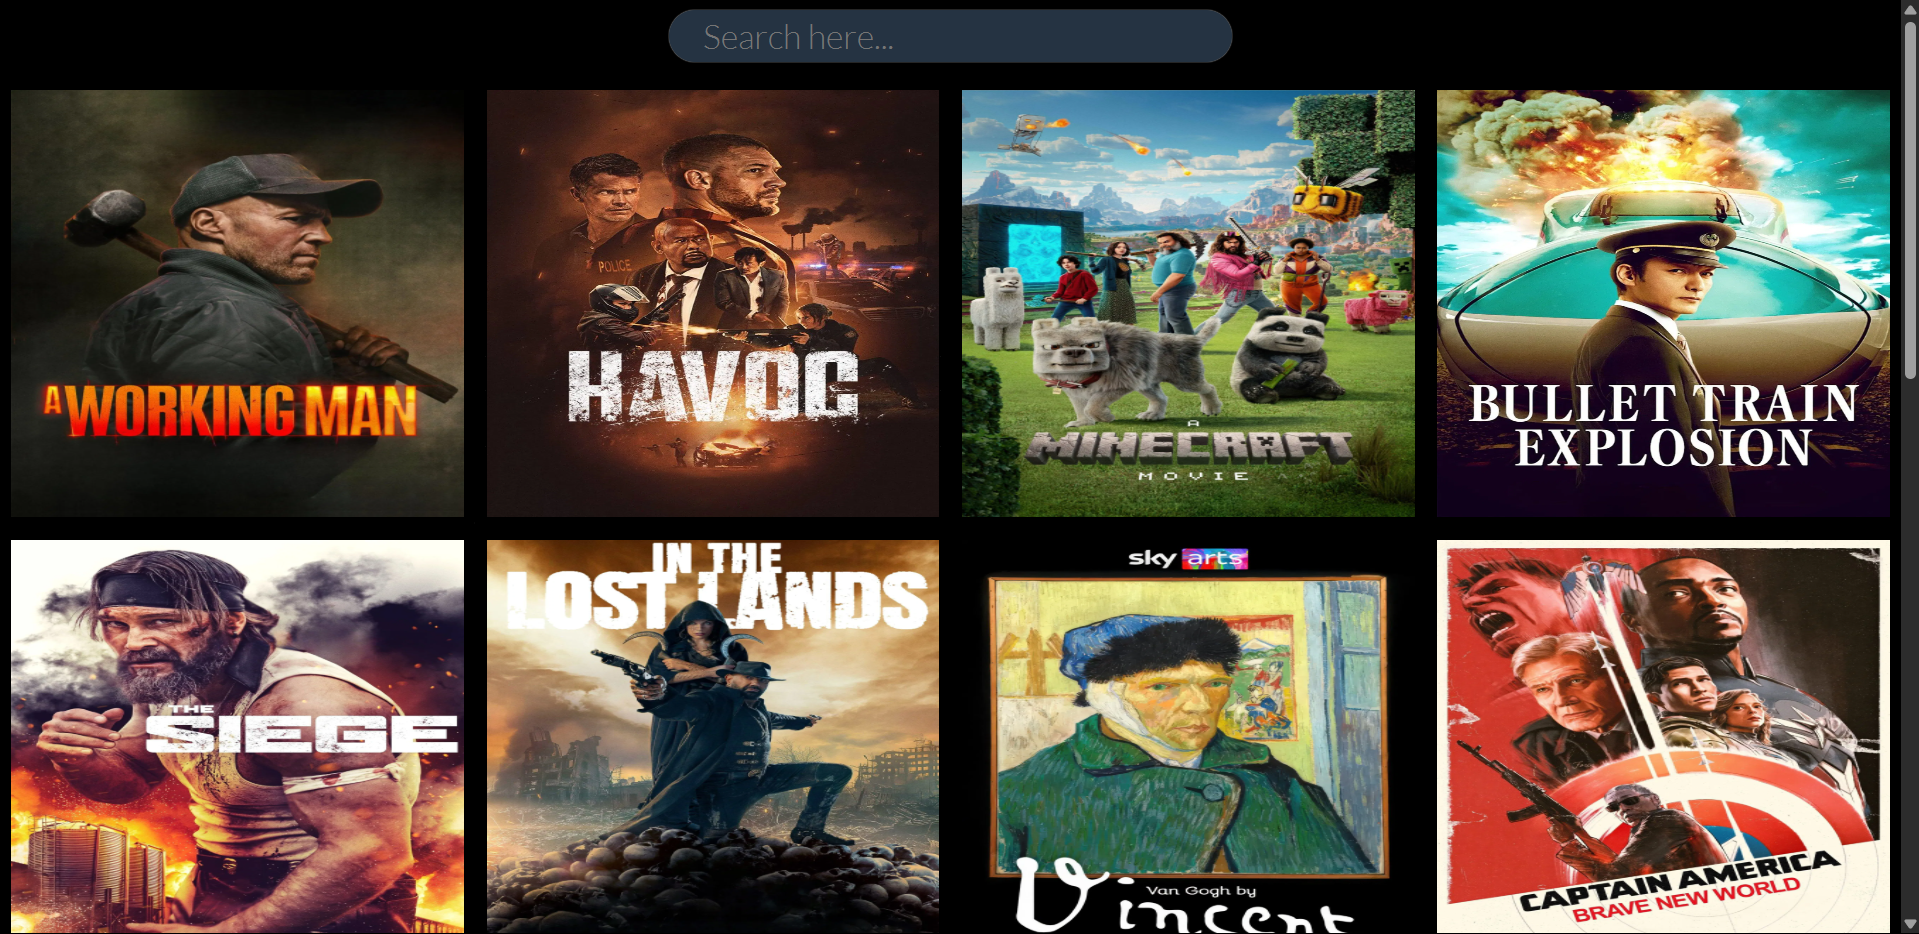 Search here...
A WORKING MAN
POLICE
HAVOC
A
MINECRAFT
MOVIE
BULLET TRAIN
EXPLOSION
THE
SIEGE
IN THE
LOST LANDS
sky arts
Van Gogh by
Vincent
CAPTAIN AMERICA
BRAVE NEW WORLD